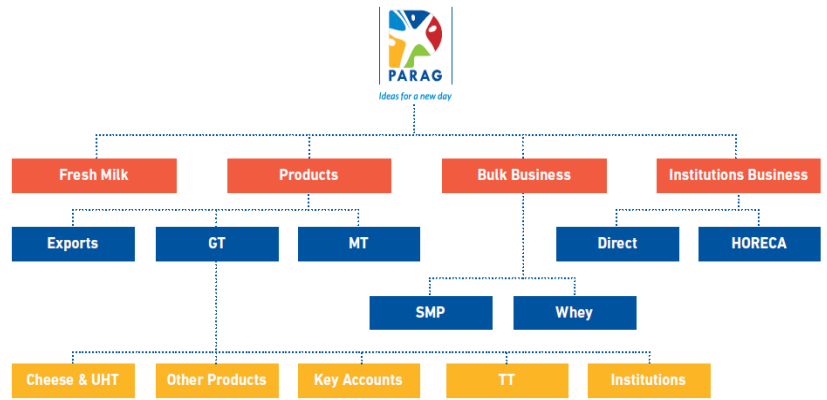 PARAG
Ideas for a new day
Fresh Milk
Products
Bulk Business
Institutions Business
Exports
GT
MT
Direct
HORECA
SMP
Whey
Cheese & UHT
Other Products
Key Accounts
TT
Institutions